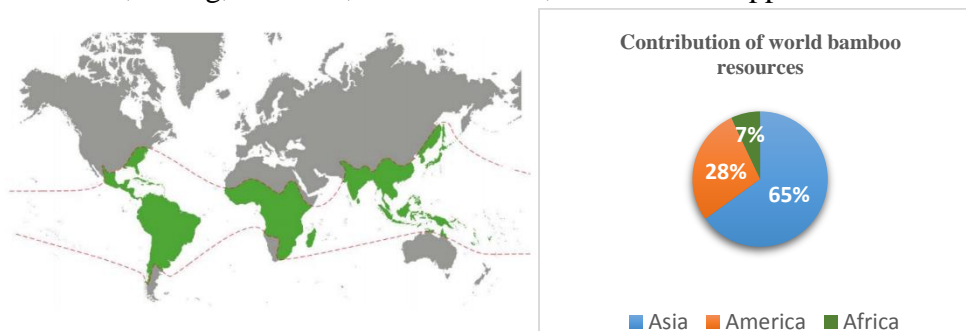 Contribution of world bamboo
resources
7%
28%
65%
Asia America Africa